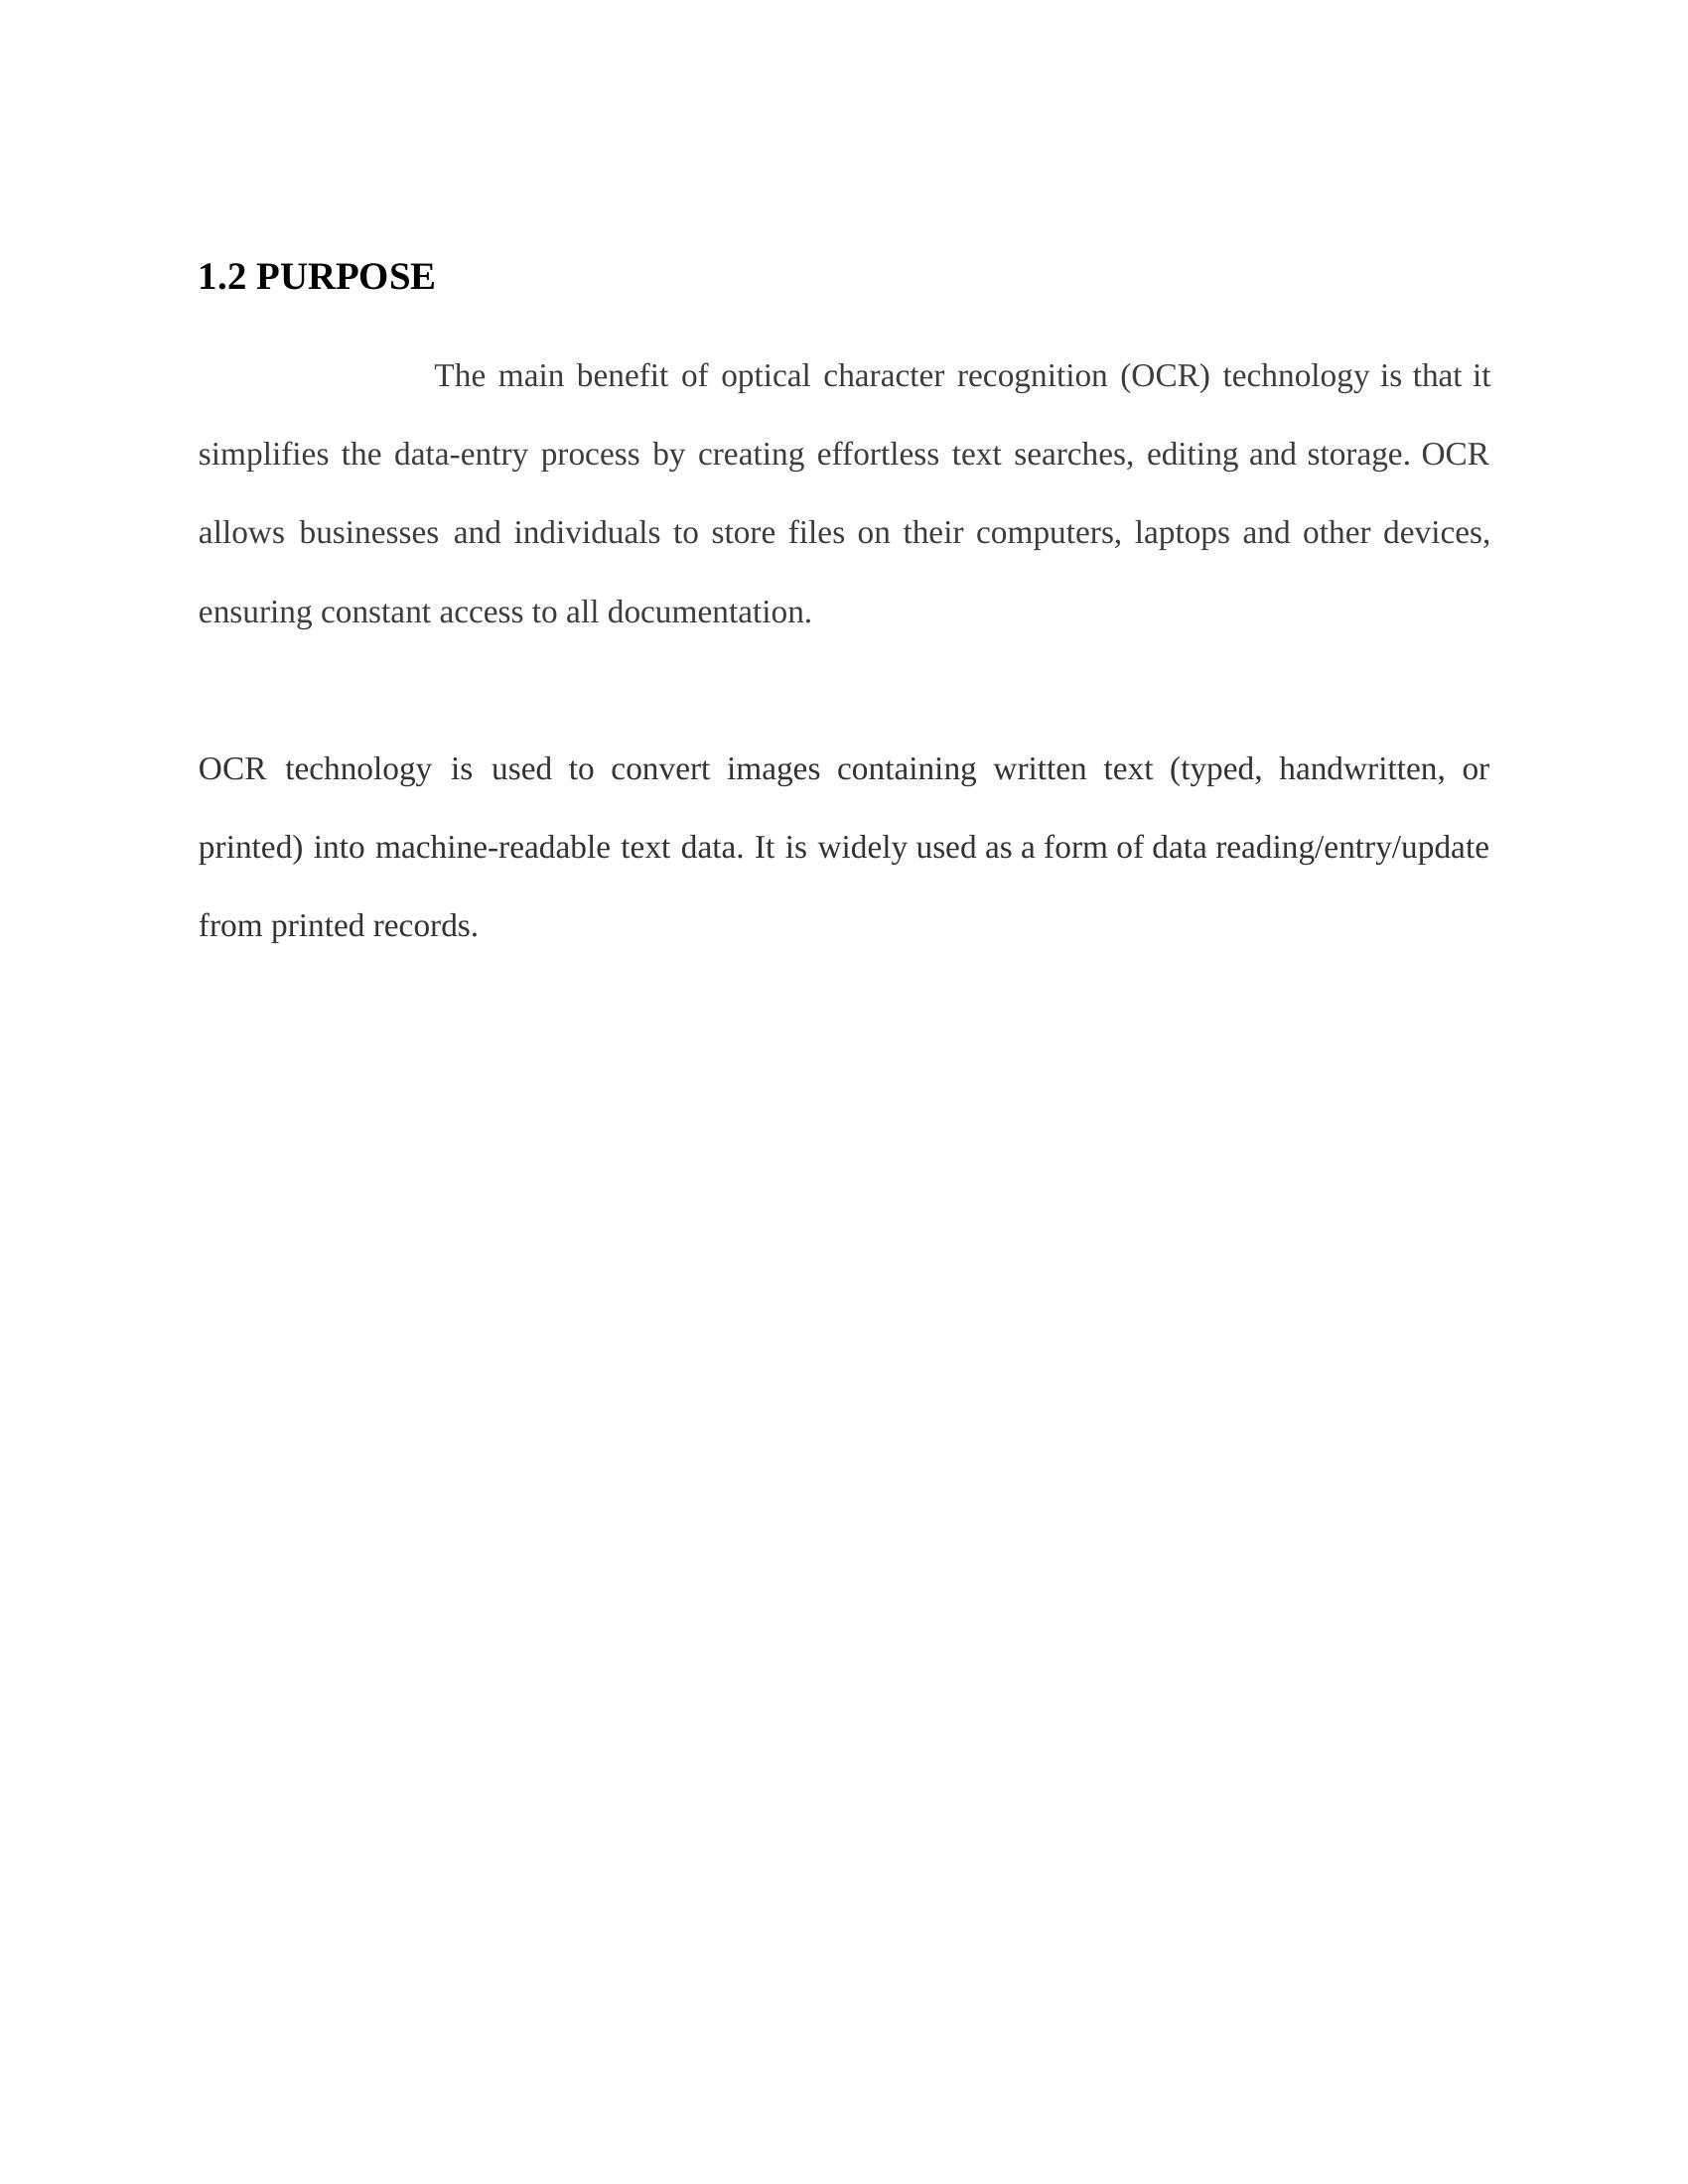 1.2 PURPOSE
The main benefit of optical character recognition (OCR) technology is that it
simplifies the data-entry process by creating effortless text searches, editing and storage. OCR
allows businesses and individuals to store files on their computers, laptops and other devices,
ensuring constant access to all documentation.
OCR technology is used to convert images containing written text (typed, handwritten, or
printed) into machine-readable text data. It is widely used as a form of data reading/entry/update
from printed records.